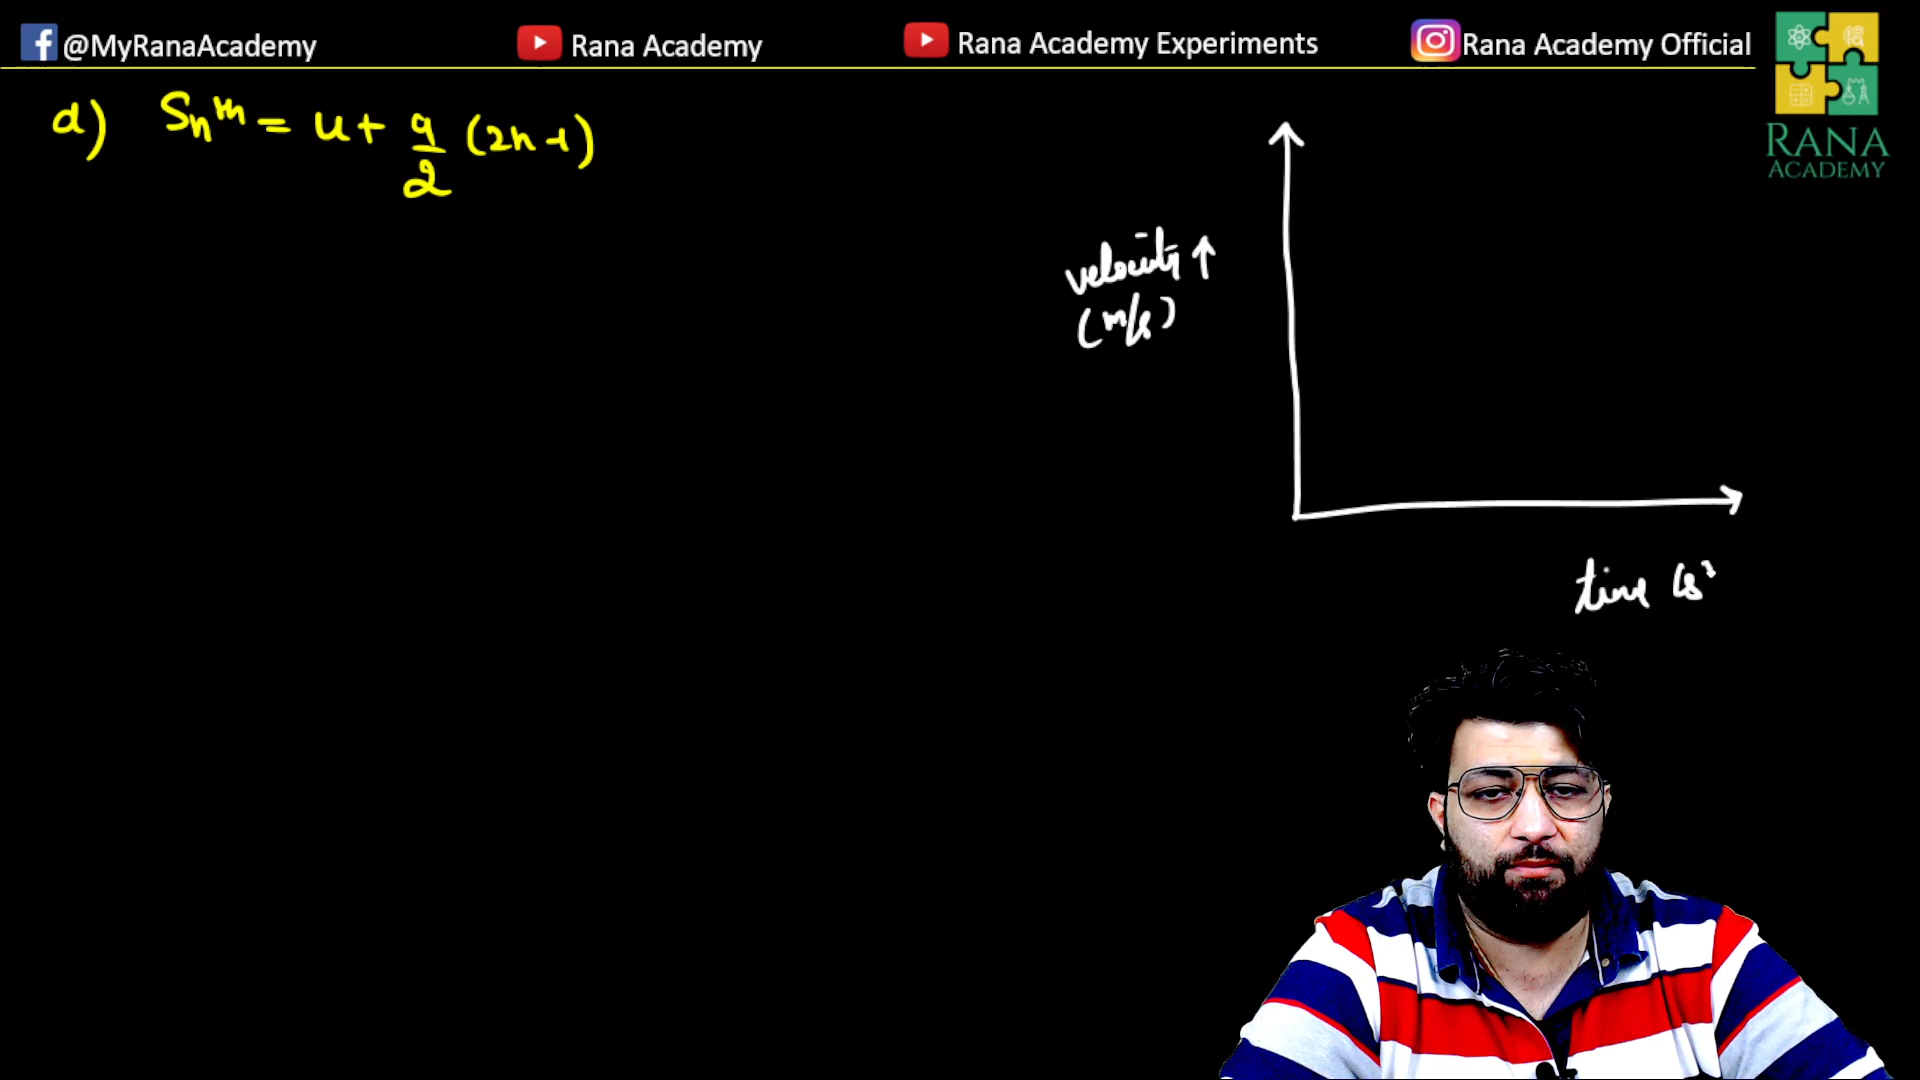 @MyRanaAcademy
Rana Academy
Rana Academy Experiments
Rana Academy Official
RANA
ACADEMY
d) Snᵗʰ = u + a/2 (2n-1)
velocity ↑
(m/s)
time (s)